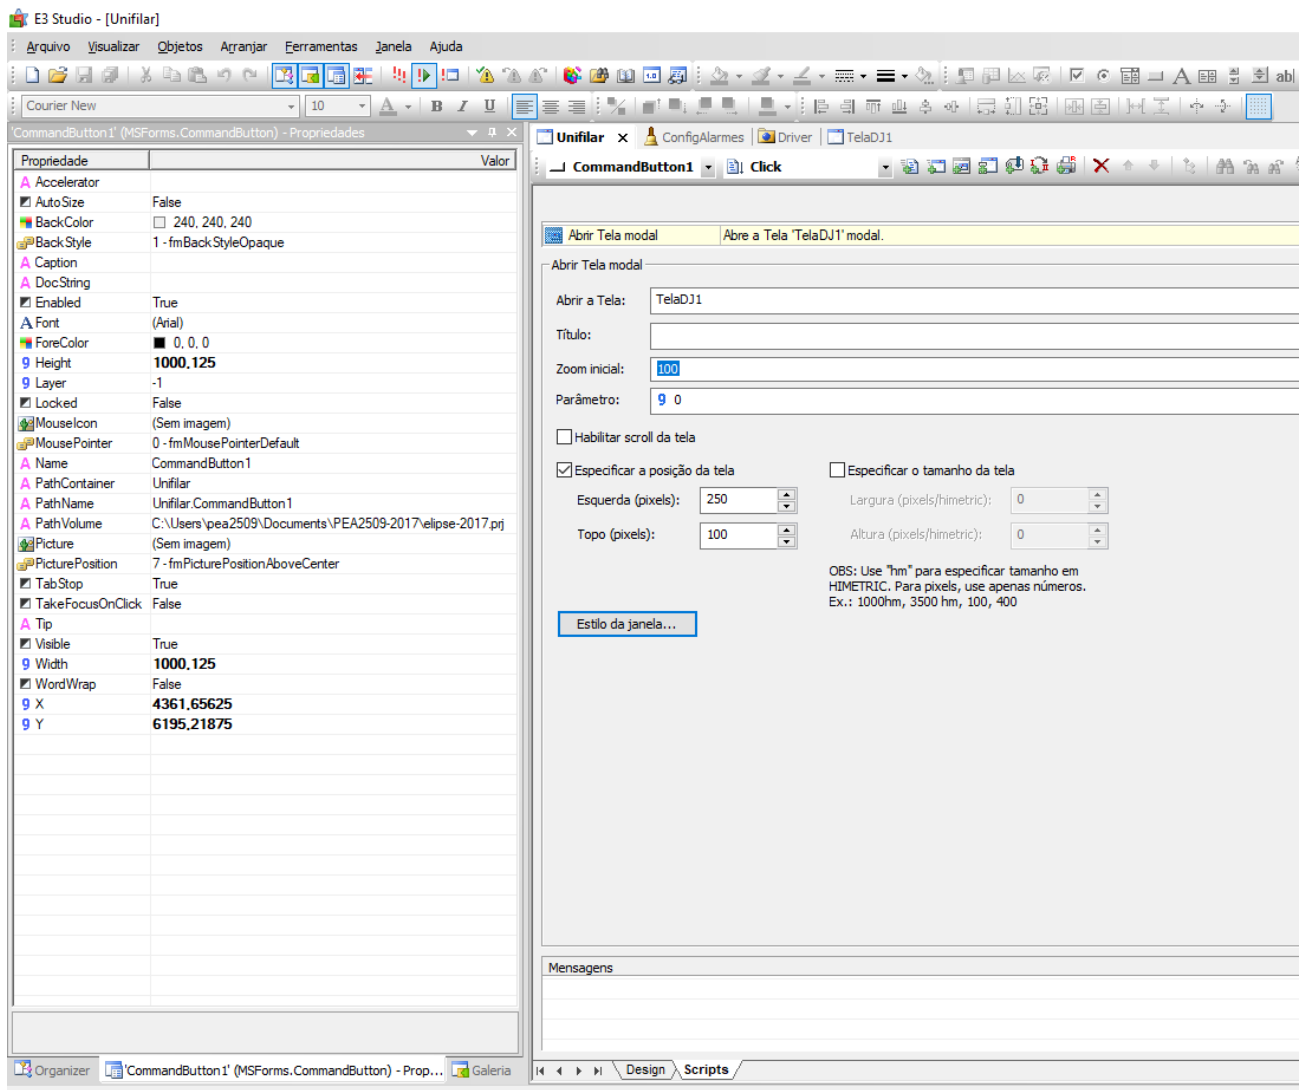 E3 Studio - [Unifilar]
Arquivo Visualizar Objetos Arranjar Ferramentas Janela Ajuda
Courier New 10 A B I U
'CommandButton1' (MSForms.CommandButton) - Propriedades
Propriedade Valor
Accelerator
AutoSize False
BackColor 240, 240, 240
BackStyle 1 - fmBackStyleOpaque
Caption
DocString
Enabled True
Font (Arial)
ForeColor 0, 0, 0
Height 1000,125
Layer -1
Locked False
MouseIcon (Sem imagem)
MousePointer 0 - fmMousePointerDefault
Name CommandButton1
PathContainer Unifilar
PathName Unifilar.CommandButton1
PathVolume C:\Users\pea2509\Documents\PEA2509-2017\elipse-2017.prj
Picture (Sem imagem)
PicturePosition 7 - fmPicturePositionAboveCenter
TabStop True
TakeFocusOnClick False
Tip
Visible True
Width 1000,125
WordWrap False
X 4361,65625
Y 6195,21875
Organizer 'CommandButton1' (MSForms.CommandButton) - Prop... Galeria
Unifilar ConfigAlarmes Driver TelaDJ1
CommandButton1 Click
Abrir Tela modal Abre a Tela 'TelaDJ1' modal.
Abrir Tela modal
Abrir a Tela: TelaDJ1
Título:
Zoom inicial: 100
Parâmetro: 9 0
Habilitar scroll da tela
Especificar a posição da tela Especificar o tamanho da tela
Esquerda (pixels): 250 Largura (pixels/himetric): 0
Topo (pixels): 100 Altura (pixels/himetric): 0
OBS: Use "hm" para especificar tamanho em
HIMETRIC. Para pixels, use apenas números.
Ex.: 1000hm, 3500 hm, 100, 400
Estilo da janela...
Mensagens
Design Scripts